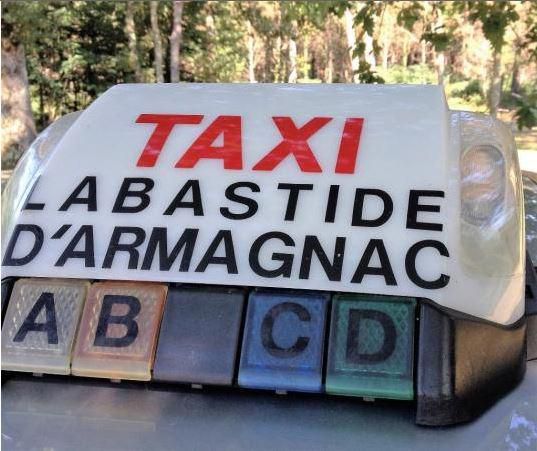 TAXI
LABASTIDE
D'ARMAGNAC
A B C D